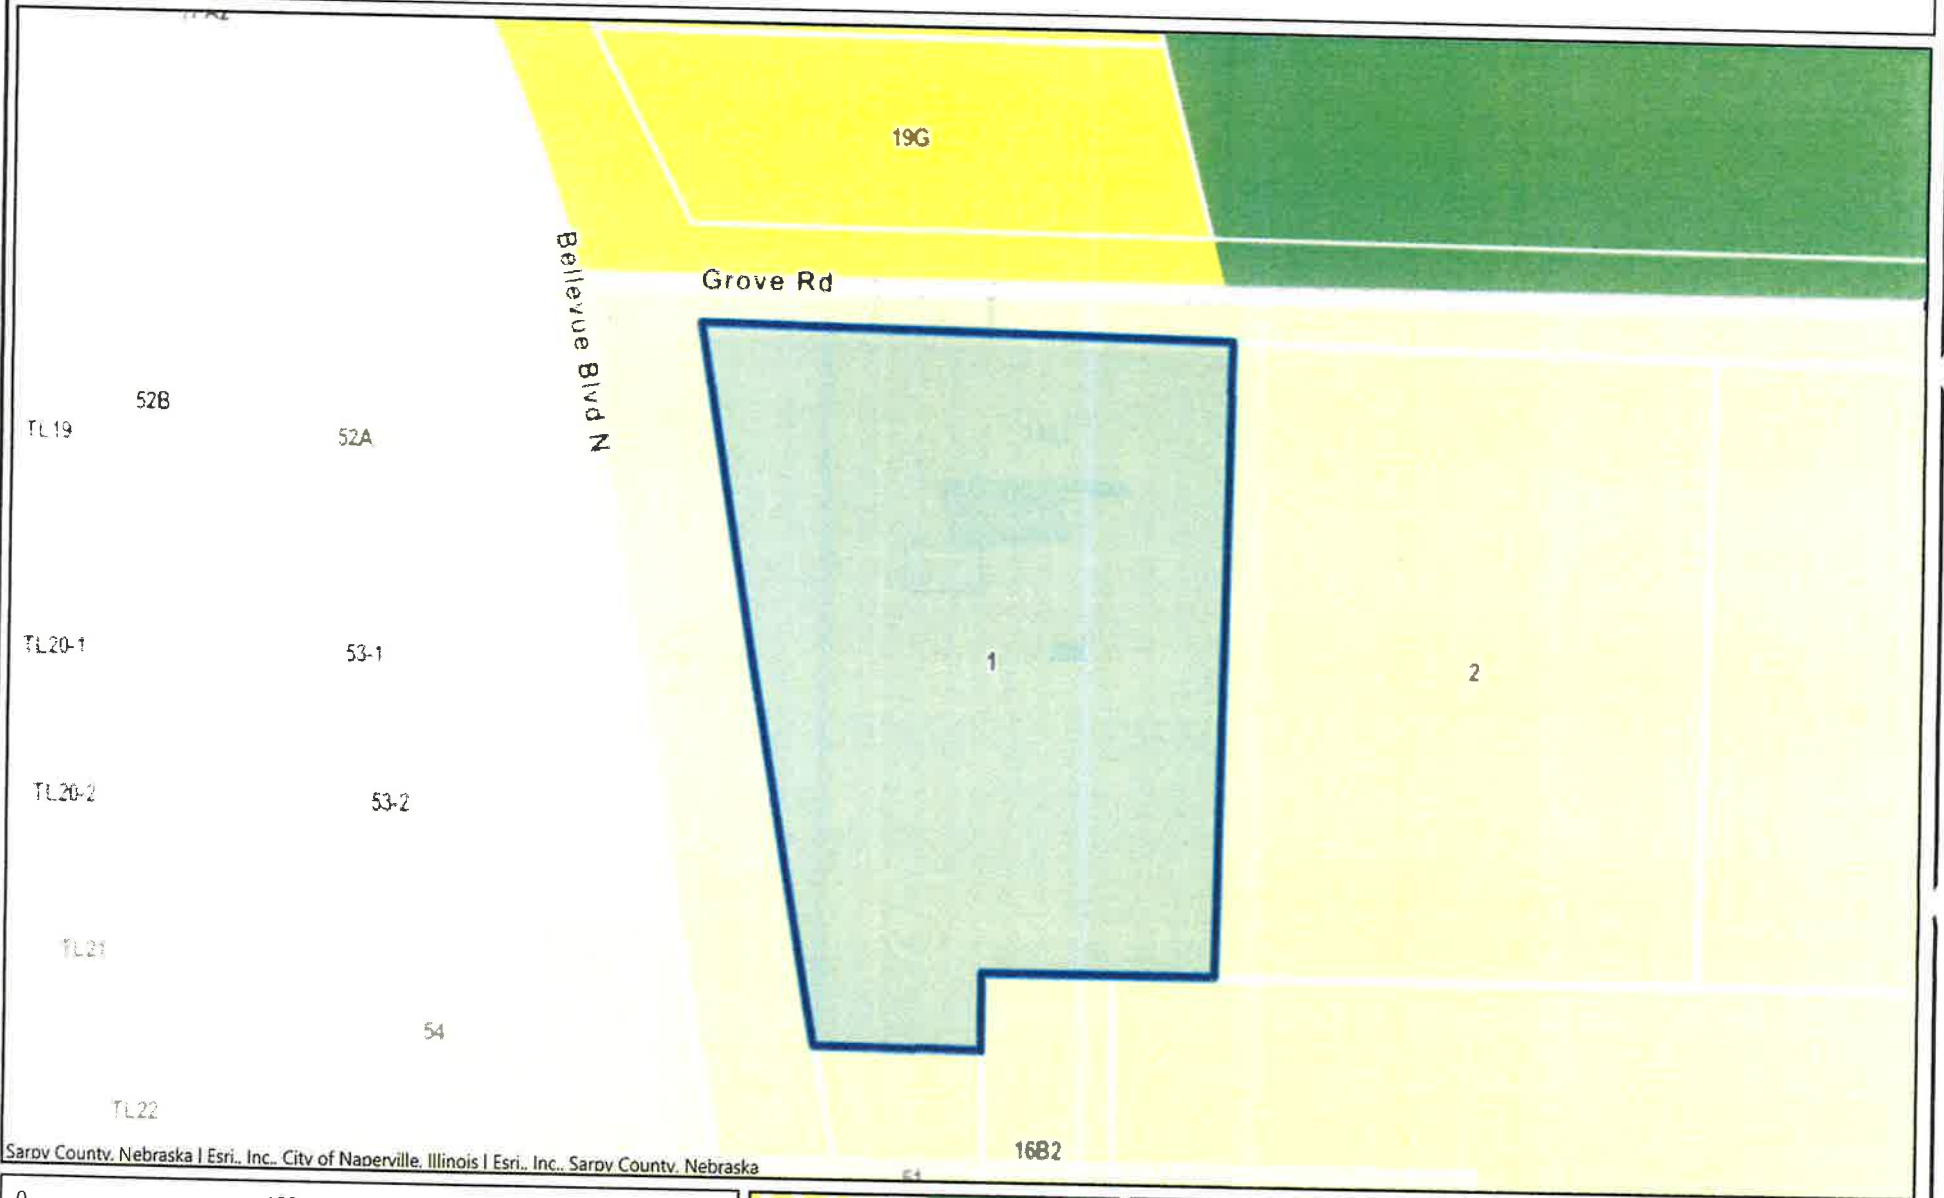 19G
Grove Rd
Bellevue Blvd N
52B
TL19
52A
1
2
TL20-1
53-1
TL20-2
53-2
TL21
54
TL22
16B2
Sarpy County, Nebraska | Esri., Inc., City of Naperville, Illinois | Esri., Inc., Sarpy County, Nebraska
0